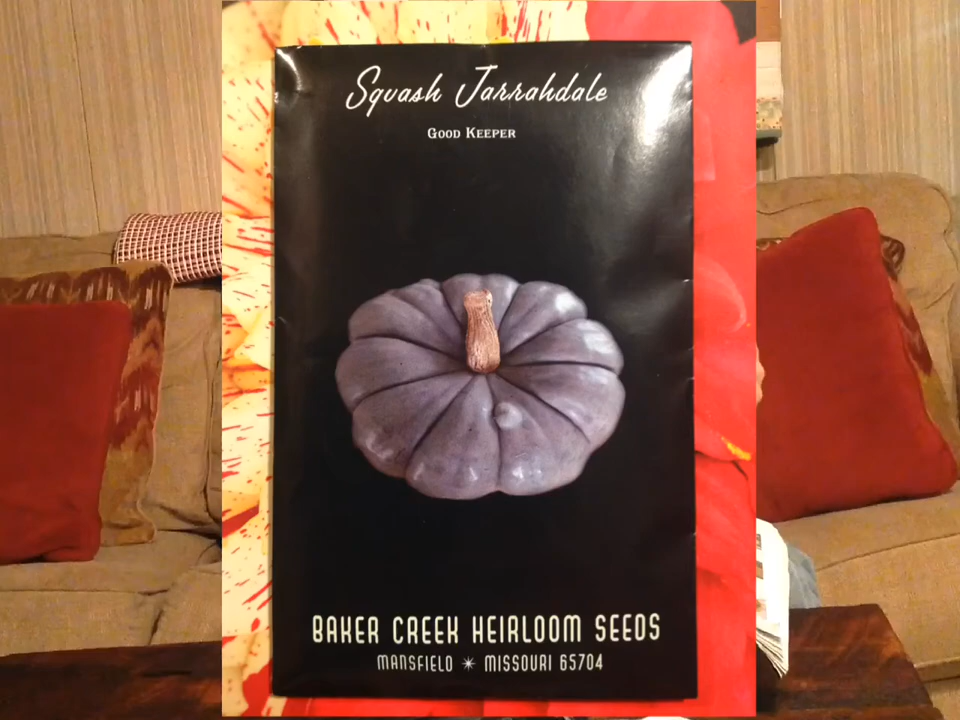 Squash Jarrahdale
Good Keeper
BAKER CREEK HEIRLOOM SEEDS
MANSFIELD ✴ MISSOURI 65704